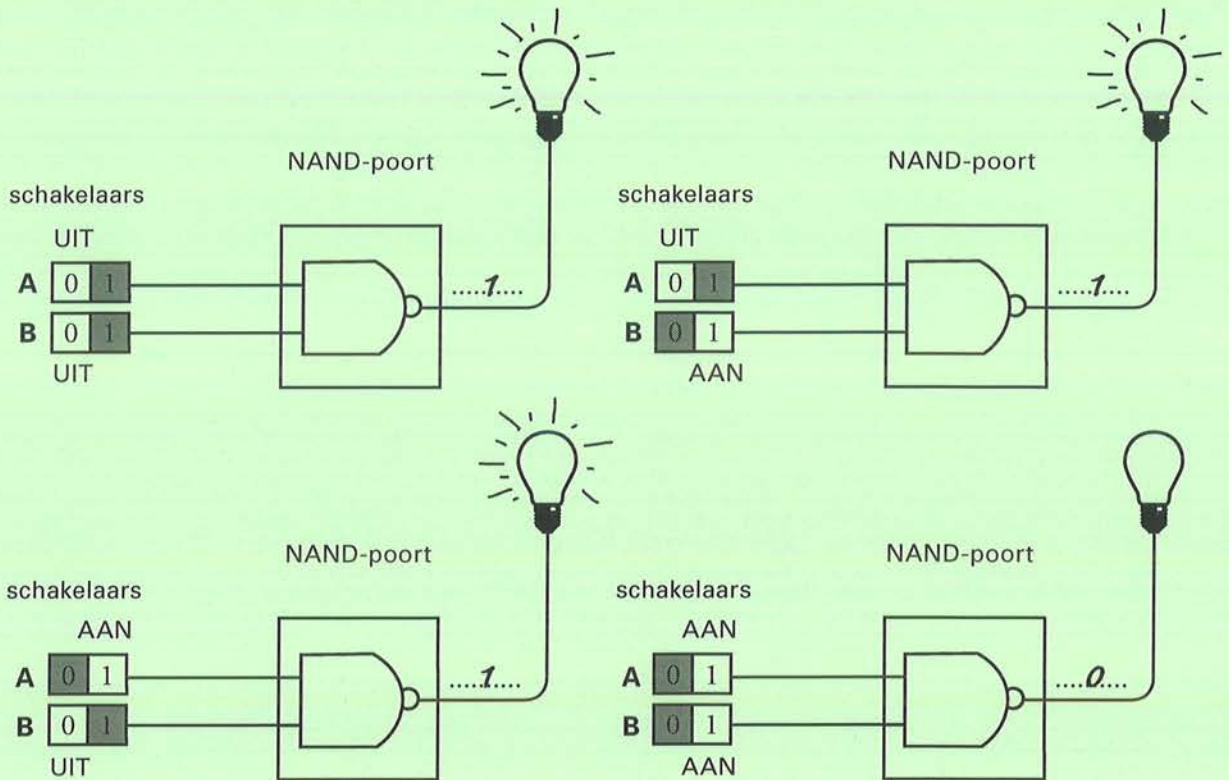 NAND-poort
schakelaars
UIT
A 0 1
B 0 1
UIT
.....1.....
NAND-poort
schakelaars
UIT
A 0 1
B 0 1
AAN
.....1.....
NAND-poort
schakelaars
AAN
A 0 1
B 0 1
UIT
.....1.....
NAND-poort
schakelaars
AAN
A 0 1
B 0 1
AAN
.....0.....